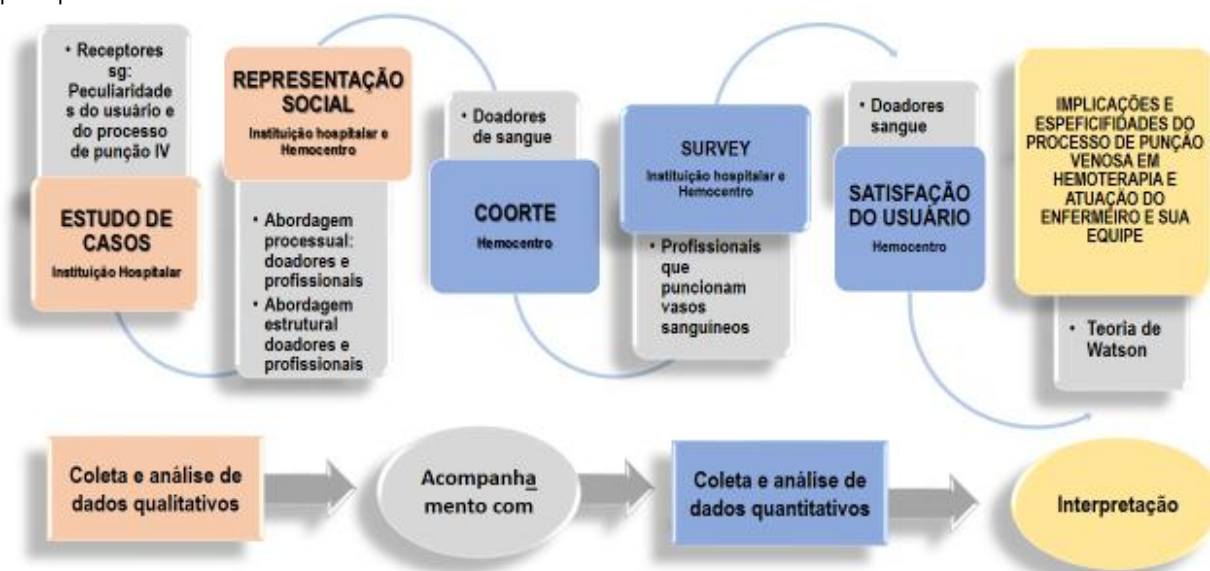 • Receptores
sg:
Peculiaridade
s do usuário e
do processo
de punção IV
ESTUDO DE
CASOS
Instituição Hospitalar
REPRESENTAÇÃO
SOCIAL
Instituição hospitalar e
Hemocentro
• Abordagem
processual:
doadores e
profissionais
• Abordagem
estrutural
doadores e
profissionais
• Doadores
de sangue
COORTE
Hemocentro
SURVEY
Instituição hospitalar e
Hemocentro
• Profissionais
que
puncionam
vasos
sanguíneos
• Doadores
sangue
SATISFAÇÃO
DO USUÁRIO
Hemocentro
IMPLICAÇÕES E
ESPEFICIFIDADES DO
PROCESSO DE PUNÇÃO
VENOSA EM
HEMOTERAPIA E
ATUAÇÃO DO
ENFERMEIRO E SUA
EQUIPE
• Teoria de
Watson
Coleta e análise de
dados qualitativos
Acompanha
mento com
Coleta e análise de
dados quantitativos
Interpretação